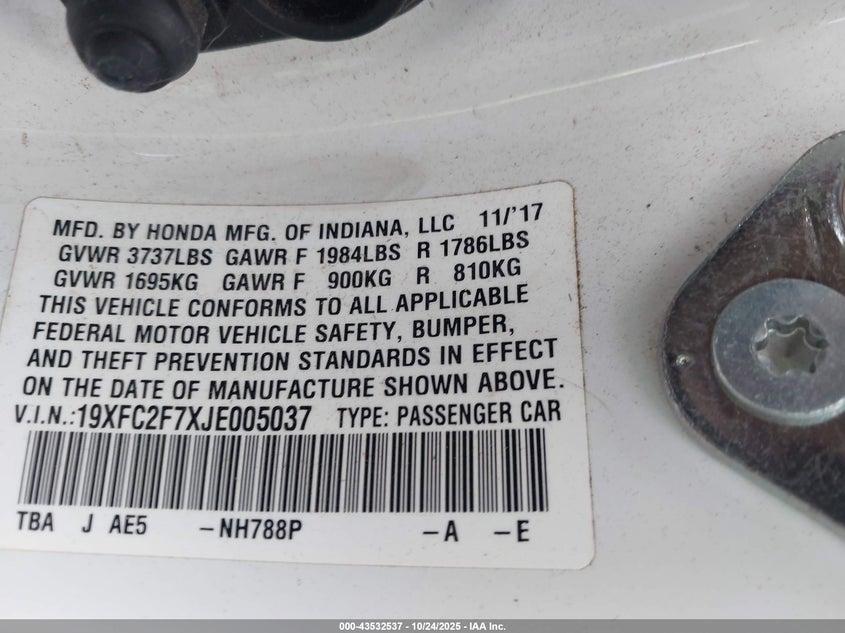 MFD. BY HONDA MFG. OF INDIANA, LLC 11/'17
GVWR 3737LBS GAWR F 1984LBS R 1786LBS
GVWR 1695KG GAWR F 900KG R 810KG
THIS VEHICLE CONFORMS TO ALL APPLICABLE
FEDERAL MOTOR VEHICLE SAFETY, BUMPER,
AND THEFT PREVENTION STANDARDS IN EFFECT
ON THE DATE OF MANUFACTURE SHOWN ABOVE.
V.I.N.:19XFC2F7XJE005037 TYPE: PASSENGER CAR
TBA J AE5 –NH788P –A –E
000-43532537 - 10/24/2025 - IAA Inc.